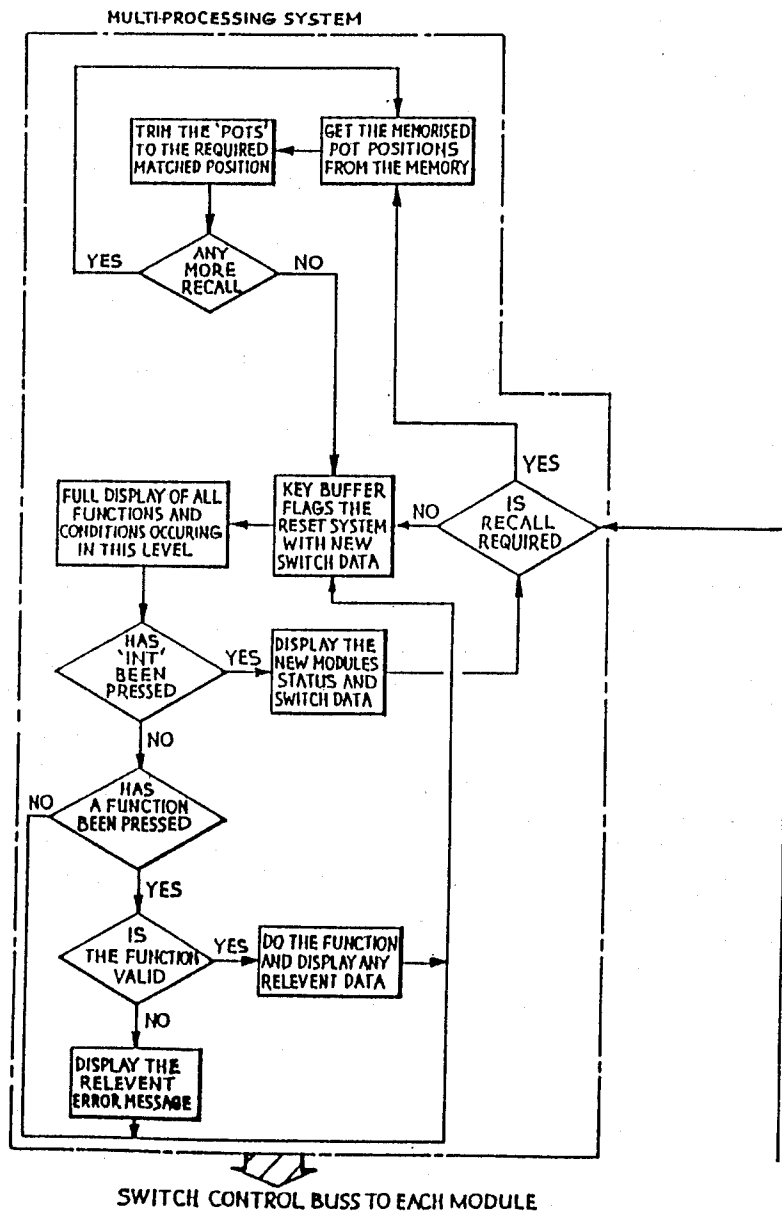 MULTI-PROCESSING SYSTEM
TRIM THE 'POTS'
TO THE REQUIRED
MATCHED POSITION
GET THE MEMORISED
POT POSITIONS
FROM THE MEMORY
YES
ANY
MORE
RECALL
NO
YES
FULL DISPLAY OF ALL
FUNCTIONS AND
CONDITIONS OCCURING
IN THIS LEVEL
KEY BUFFER
FLAGS THE
RESET SYSTEM
WITH NEW
SWITCH DATA
NO
IS
RECALL
REQUIRED
HAS
'INT'
BEEN
PRESSED
YES
DISPLAY THE
NEW MODULES
STATUS AND
SWITCH DATA
NO
NO
HAS
A FUNCTION
BEEN PRESSED
YES
IS
THE FUNCTION
VALID
YES
DO THE FUNCTION
AND DISPLAY ANY
RELEVENT DATA
NO
DISPLAY THE
RELEVENT
ERROR MESSAGE
SWITCH CONTROL BUSS TO EACH MODULE